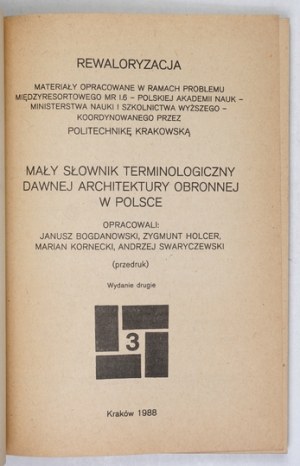 REWALORYZACJA
MATERIAŁY OPRACOWANE W RAMACH PROBLEMU
MIĘDZYRESORTOWEGO MR I.6 – POLSKIEJ AKADEMII NAUK –
MINISTERSTWA NAUKI I SZKOLNICTWA WYŻSZEGO –
KOORDYNOWANEGO PRZEZ
POLITECHNIKĘ KRAKOWSKĄ
MAŁY SŁOWNIK TERMINOLOGICZNY
DAWNEJ ARCHITEKTURY OBRONNEJ
W POLSCE
OPRACOWALI:
JANUSZ BOGDANOWSKI, ZYGMUNT HOLCER,
MARIAN KORNECKI, ANDRZEJ SWARYCZEWSKI
(przedruk)
Wydanie drugie
3
Kraków 1988